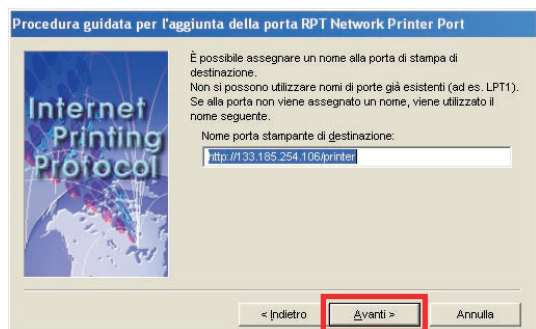 Procedura guidata per l'aggiunta della porta RPT Network Printer Port
Internet
Printing
Protocol
È possibile assegnare un nome alla porta di stampa di
destinazione.
Non si possono utilizzare nomi di porte già esistenti (ad es. LPT1).
Se alla porta non viene assegnato un nome, viene utilizzato il
nome seguente.
Nome porta stampante di destinazione:
http://133.185.254.106/printer
< Indietro
Avanti >
Annulla